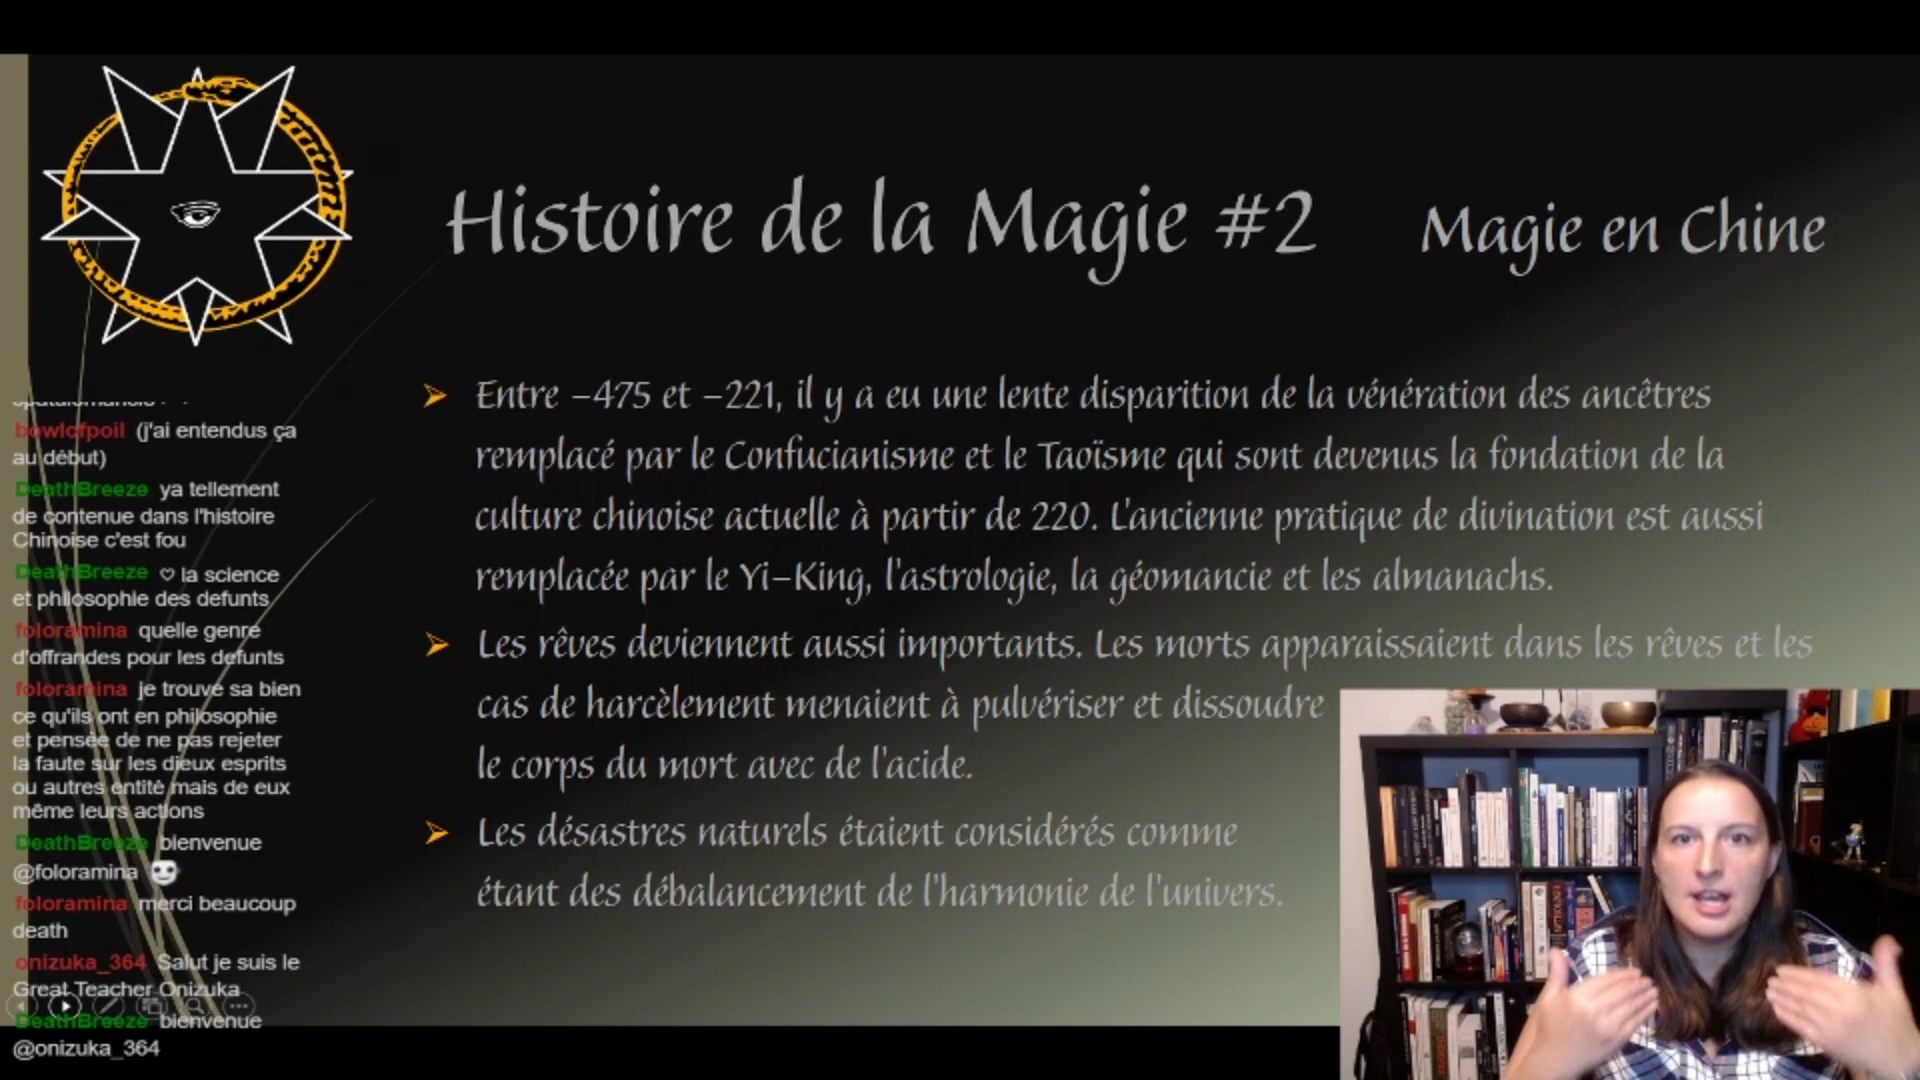 Histoire de la Magie #2
Magie en Chine
Entre –475 et –221, il y a eu une lente disparition de la vénération des ancêtres
remplacé par le Confucianisme et le Taoïsme qui sont devenus la fondation de la
culture chinoise actuelle à partir de 220. L'ancienne pratique de divination est aussi
remplacée par le Yi–King, l'astrologie, la géomancie et les almanachs.
Les rêves deviennent aussi importants. Les morts apparaissaient dans les rêves et les
cas de harcèlement menaient à pulvériser et dissoudre
le corps du mort avec de l'acide.
Les désastres naturels étaient considérés comme
étant des débalancement de l'harmonie de l'univers.
bowlofpoil (j'ai entendus ça
au début)
DeathBreeze ya tellement
de contenue dans l'histoire
Chinoise c'est fou
DeathBreeze ♡ la science
et philosophie des defunts
foloramina quelle genre
d'offrandes pour les defunts
foloramina je trouve sa bien
ce qu'ils ont en philosophie
et pensée de ne pas rejeter
la faute sur les dieux esprits
ou autres entité mais de eux
même leurs actions
DeathBreeze bienvenue
@foloramina
foloramina merci beaucoup
death
onizuka_364 Salut je suis le
Great Teacher Onizuka
DeathBreeze bienvenue
@onizuka_364